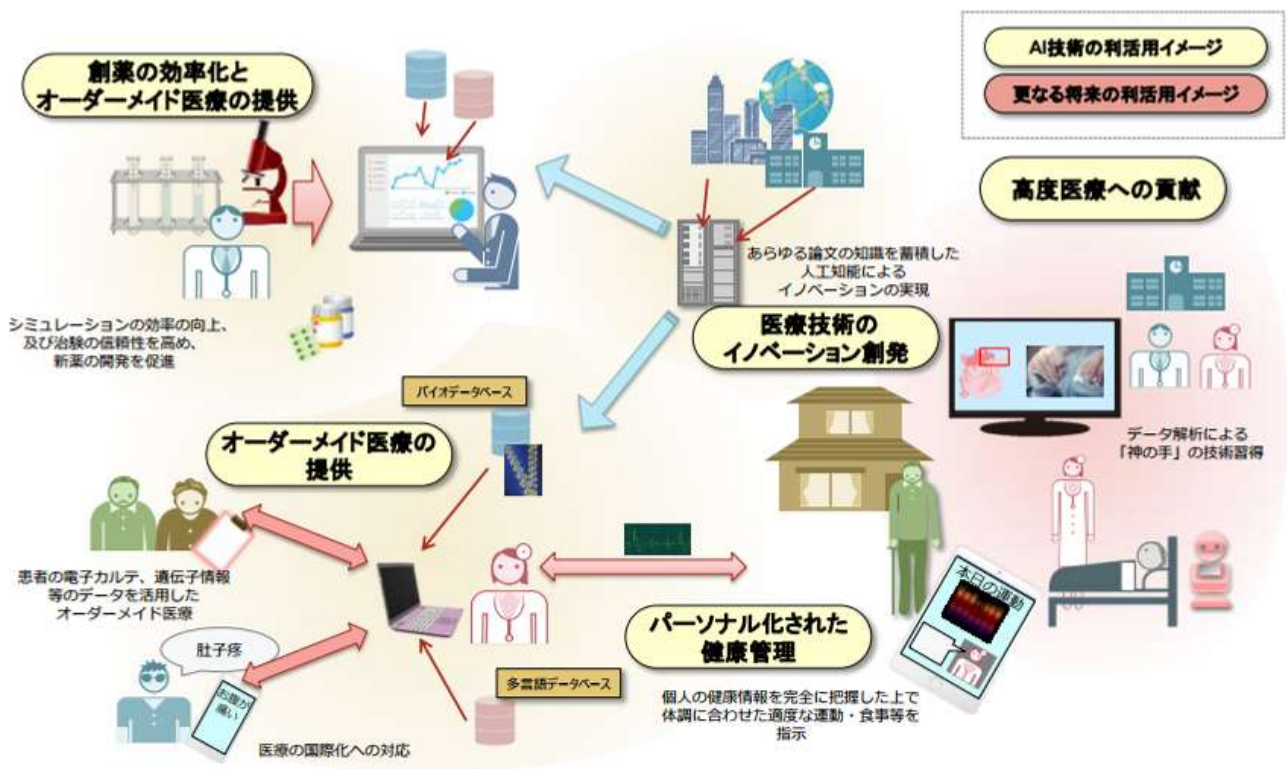 AI技術の利活用イメージ
更なる将来の利活用イメージ
創薬の効率化と
オーダーメイド医療の提供
シミュレーションの効率の向上、
及び治験の信頼性を高め、
新薬の開発を促進
あらゆる論文の知識を蓄積した
人工知能による
イノベーションの実現
医療技術の
イノベーション創発
高度医療への貢献
データ解析による
「神の手」の技術習得
バイオデータベース
オーダーメイド医療の
提供
患者の電子カルテ、遺伝子情報
等のデータを活用した
オーダーメイド医療
肚子疼
お腹が
痛い
医療の国際化への対応
多言語データベース
パーソナル化された
健康管理
個人の健康情報を完全に把握した上で
体調に合わせた適度な運動・食事等を
指示
本日の運動